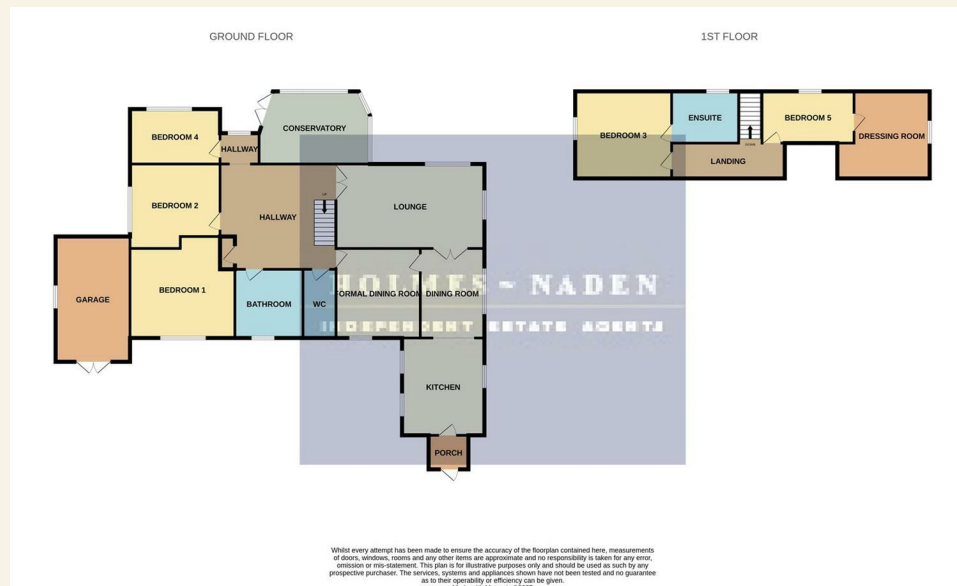 GROUND FLOOR
1ST FLOOR
BEDROOM 4
HALLWAY
CONSERVATORY
BEDROOM 2
HALLWAY
UP
LOUNGE
GARAGE
BEDROOM 1
BATHROOM
WC
FORMAL DINING ROOM
DINING ROOM
KITCHEN
PORCH
BEDROOM 3
ENSUITE
DOWN
BEDROOM 5
DRESSING ROOM
LANDING
HOLMES - NADEN
INDEPENDENT ESTATE AGENTS
Whilst every attempt has been made to ensure the accuracy of the floorplan contained here, measurements
of doors, windows, rooms and any other items are approximate and no responsibility is taken for any error,
omission or mis-statement. This plan is for illustrative purposes only and should be used as such by any
prospective purchaser. The services, systems and appliances shown have not been tested and no guarantee
as to their operability or efficiency can be given.